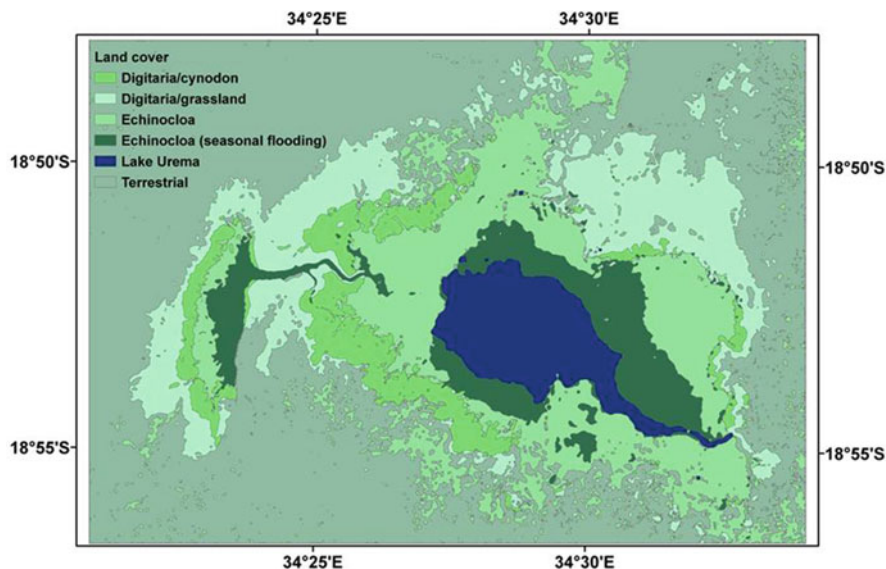 34°25'E 34°30'E
Land cover
Digitaria/cynodon
Digitaria/grassland
Echinocloa
Echinocloa (seasonal flooding)
Lake Urema
Terrestrial
18°50'S 18°50'S
18°55'S 18°55'S
34°25'E 34°30'E